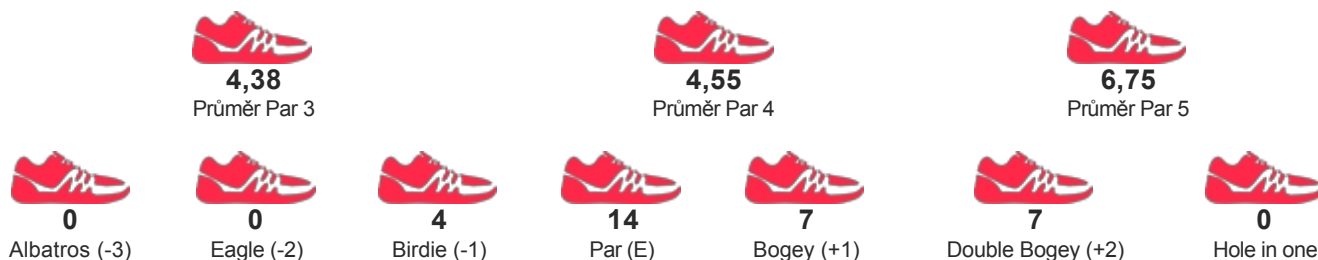 4,38
Průměr Par 3
4,55
Průměr Par 4
6,75
Průměr Par 5
0
Albatros (-3)
0
Eagle (-2)
4
Birdie (-1)
14
Par (E)
7
Bogey (+1)
7
Double Bogey (+2)
0
Hole in one